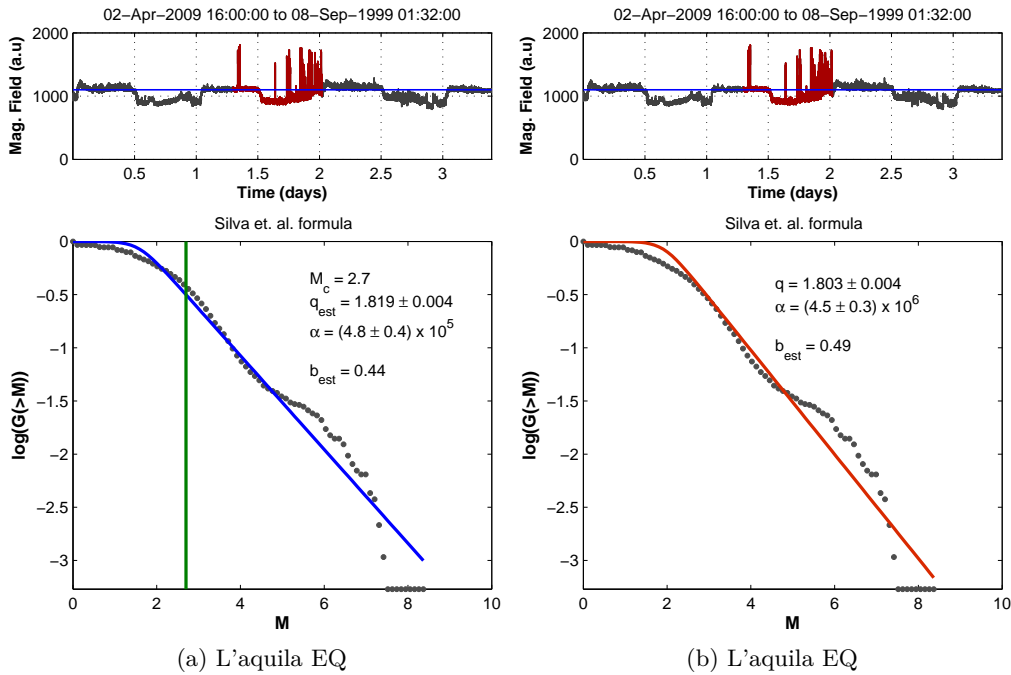 02-Apr-2009 16:00:00 to 08-Sep-1999 01:32:00
2000
1000
0
Mag. Field (a.u)
0 0.5 1 1.5 2 2.5 3
Time (days)
Silva et. al. formula
M_c = 2.7
q_est = 1.819 ± 0.004
α = (4.8 ± 0.4) x 10^5
b_est = 0.44
0
−0.5
−1
−1.5
−2
−2.5
−3
log(G(>M))
0 2 4 6 8 10
M
(a) L'aquila EQ
02-Apr-2009 16:00:00 to 08-Sep-1999 01:32:00
2000
1000
0
Mag. Field (a.u)
0 0.5 1 1.5 2 2.5 3
Time (days)
Silva et. al. formula
q = 1.803 ± 0.004
α = (4.5 ± 0.3) x 10^6
b_est = 0.49
0
−0.5
−1
−1.5
−2
−2.5
−3
log(G(>M))
0 2 4 6 8 10
M
(b) L'aquila EQ